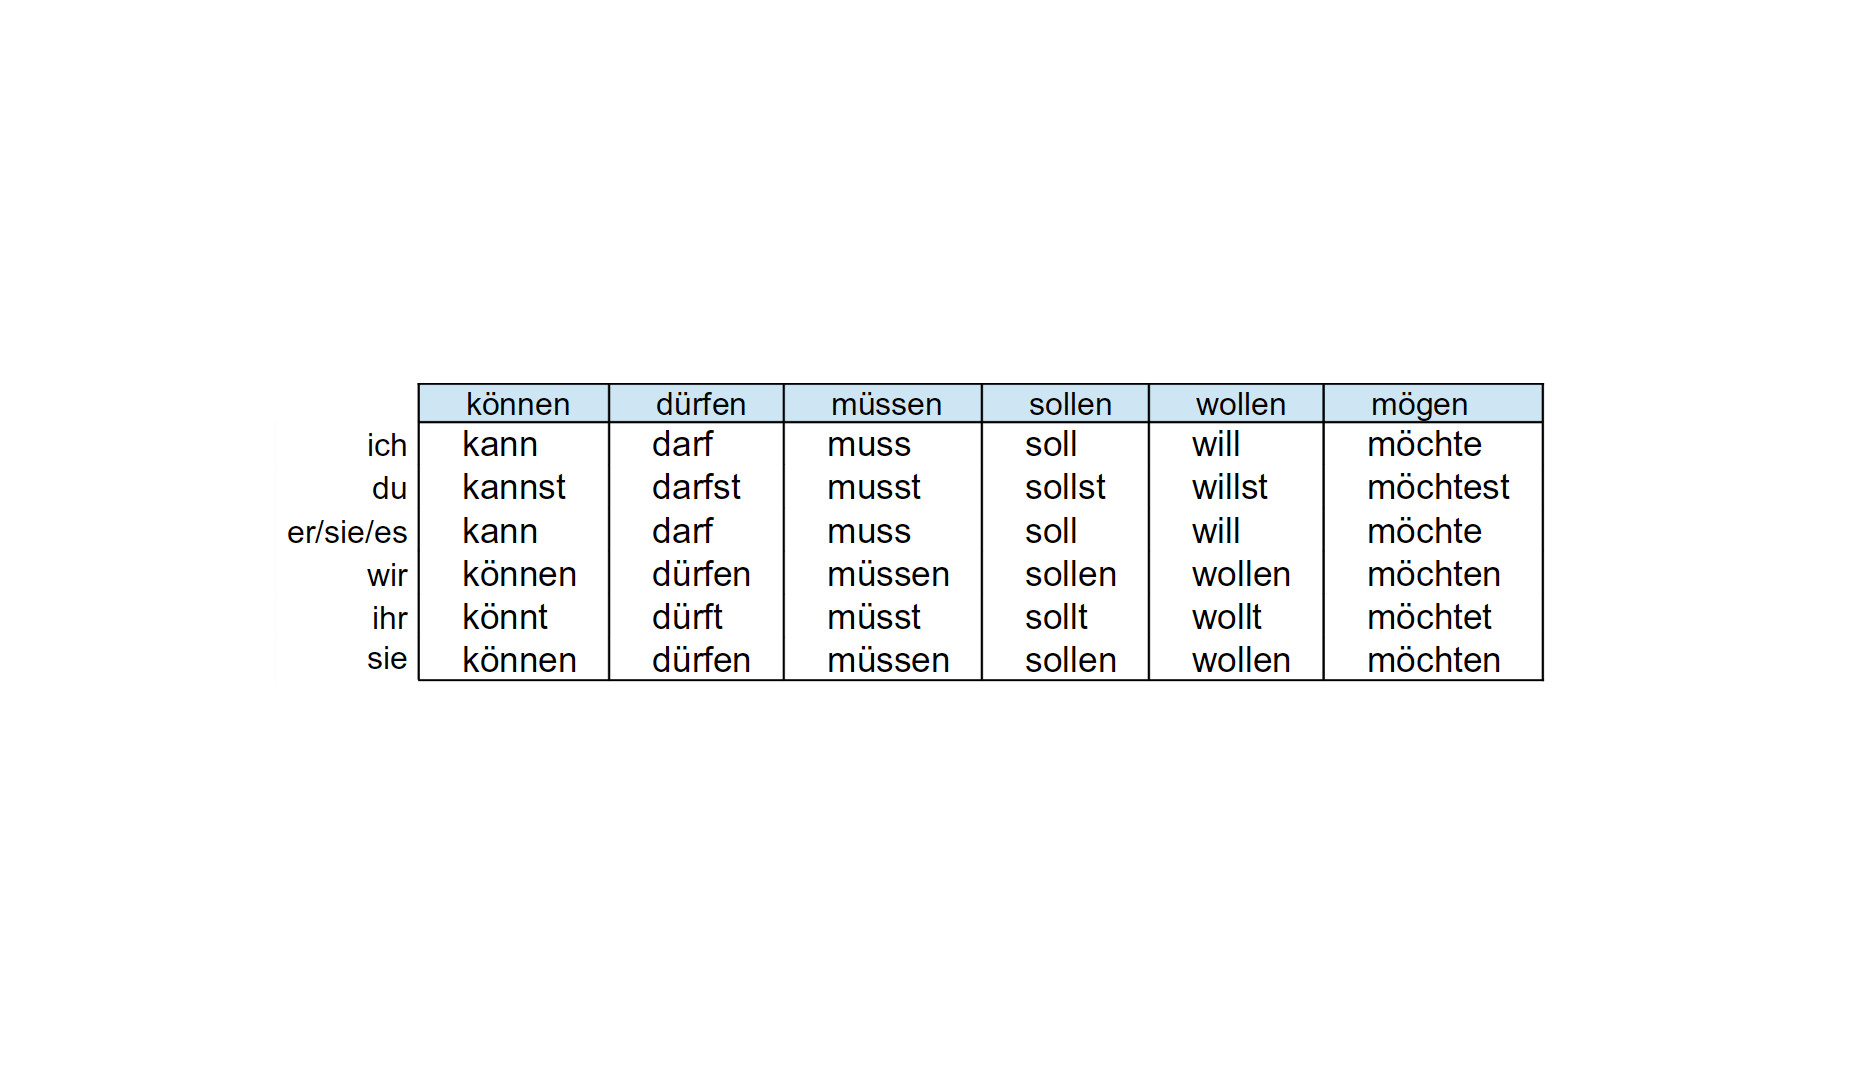 können dürfen müssen sollen wollen mögen
ich kann darf muss soll will möchte
du kannst darfst musst sollst willst möchtest
er/sie/es kann darf muss soll will möchte
wir können dürfen müssen sollen wollen möchten
ihr könnt dürft müsst sollt wollt möchtet
sie können dürfen müssen sollen wollen möchten